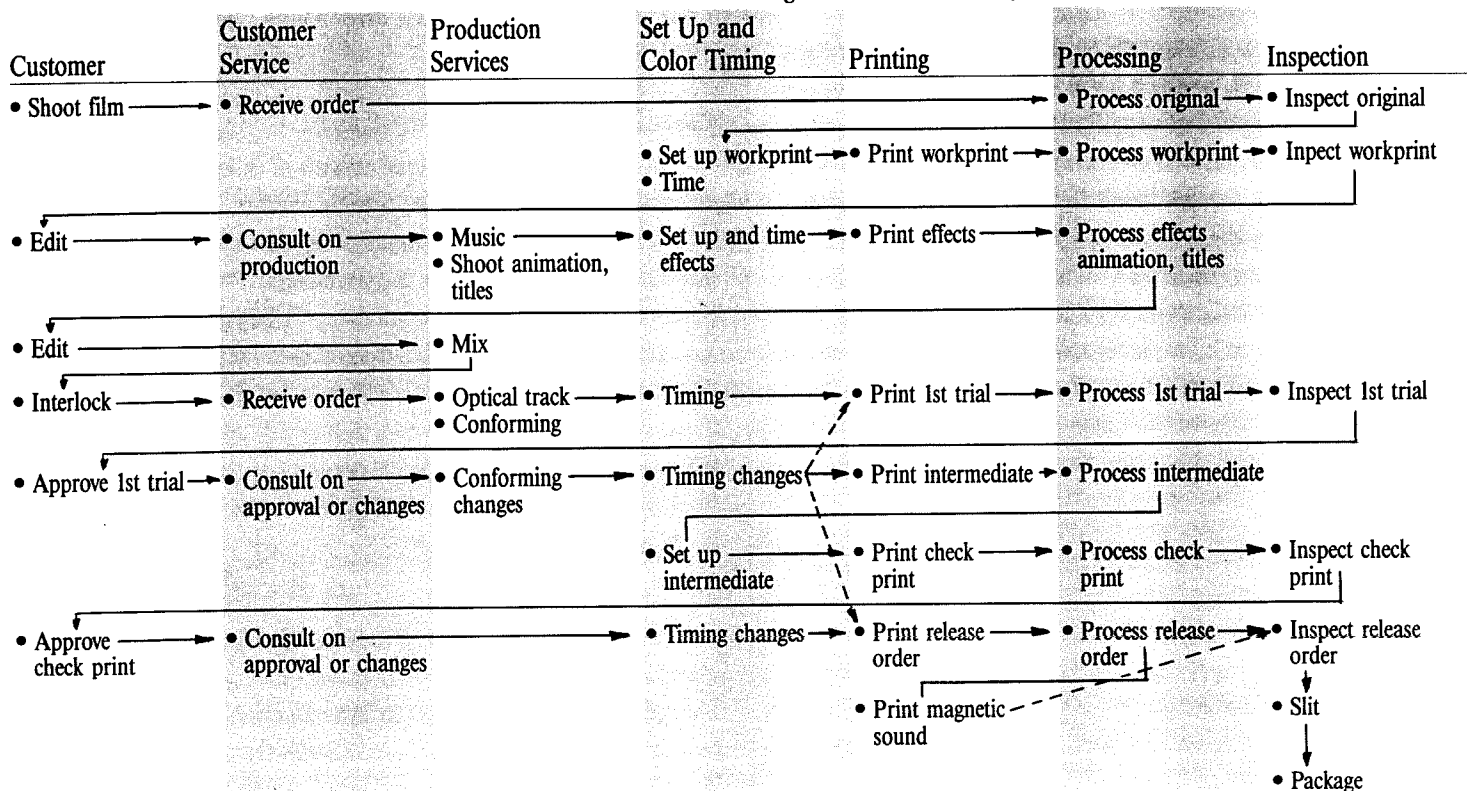 Customer
Customer
Service
Production
Services
Set Up and
Color Timing
Printing
Processing
Inspection
• Shoot film
• Receive order
• Process original
• Inspect original
• Set up workprint
• Time
• Print workprint
• Process workprint
• Inpect workprint
• Edit
• Consult on
production
• Music
• Shoot animation,
titles
• Set up and time
effects
• Print effects
• Process effects
animation, titles
• Edit
• Mix
• Interlock
• Receive order
• Optical track
• Conforming
• Timing
• Print 1st trial
• Process 1st trial
• Inspect 1st trial
• Approve 1st trial
• Consult on
approval or changes
• Conforming
changes
• Timing changes
• Print intermediate
• Process intermediate
• Set up
intermediate
• Print check
print
• Process check
print
• Inspect check
print
• Approve
check print
• Consult on
approval or changes
• Timing changes
• Print release
order
• Process release
order
• Inspect release
order
• Print magnetic
sound
• Slit
• Package